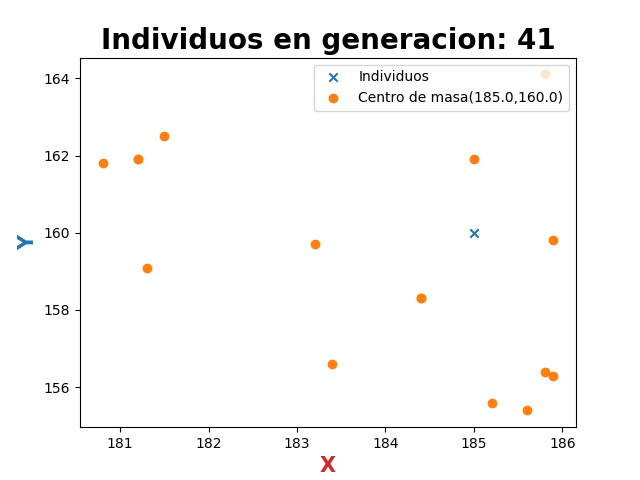 Individuos en generacion: 41
Individuos
Centro de masa(185.0,160.0)
164
162
160
158
156
Y
181 182 183 184 185 186
X